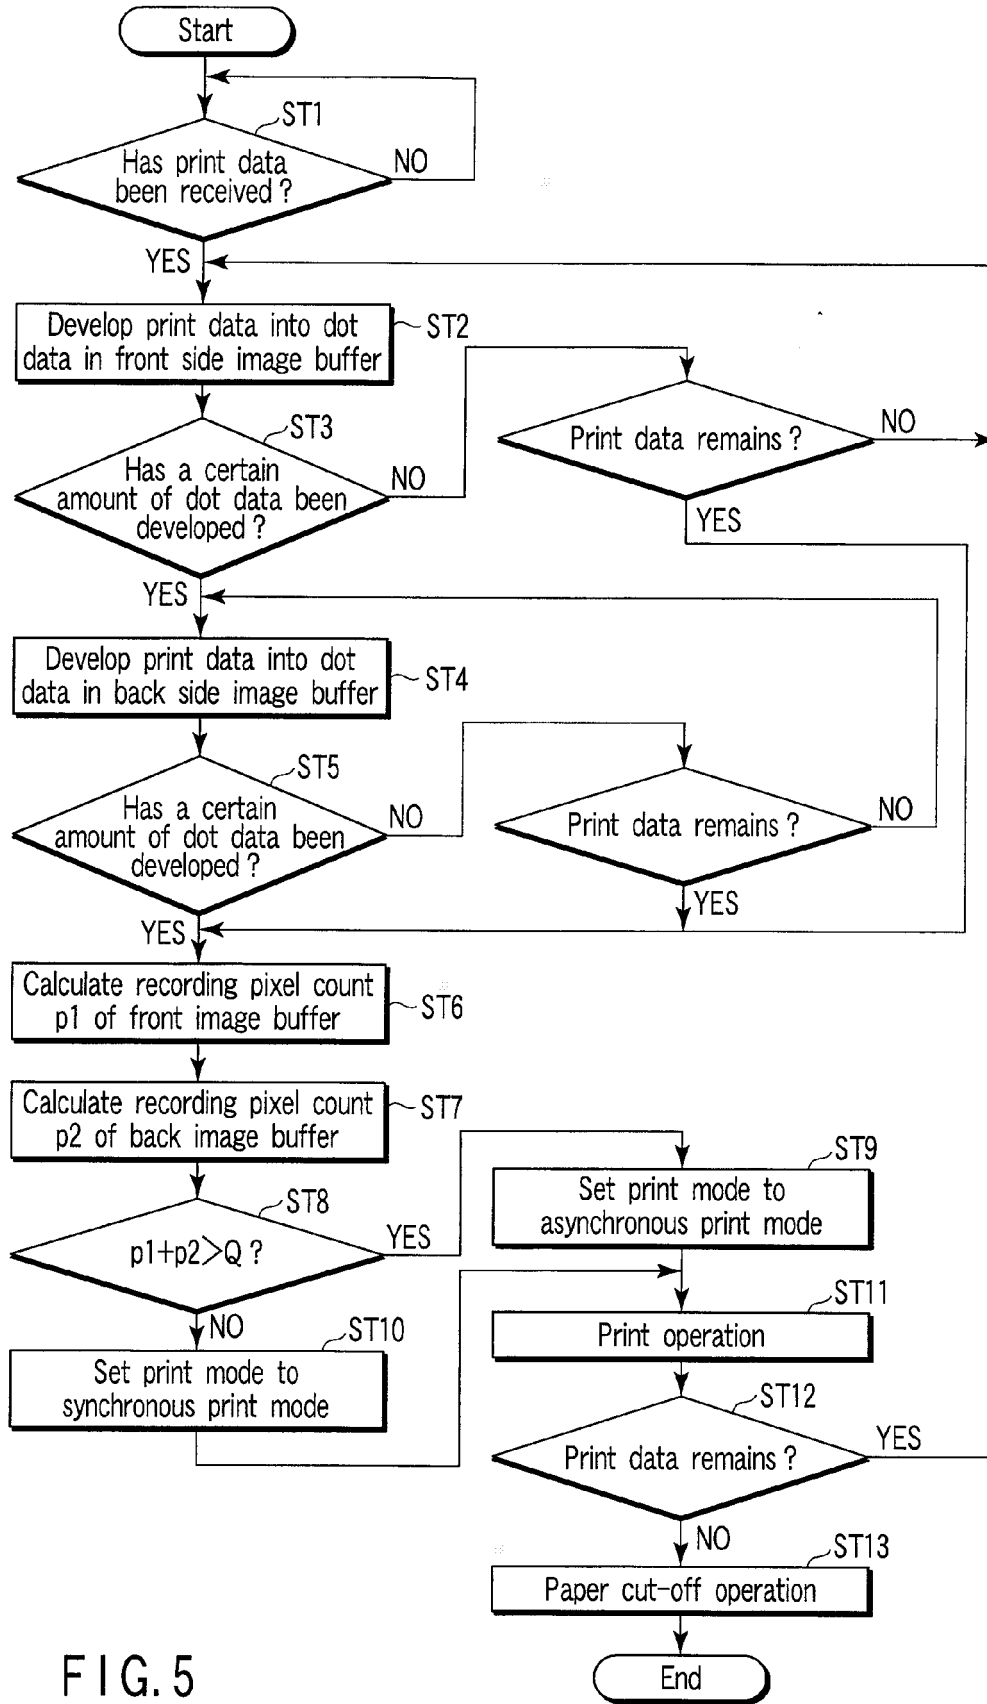 Start
ST1
Has print data
been received ?
NO
YES
Develop print data into dot
data in front side image buffer
ST2
ST3
Has a certain
amount of dot data been
developed ?
NO
Print data remains ?
NO
YES
YES
Develop print data into dot
data in back side image buffer
ST4
ST5
Has a certain
amount of dot data been
developed ?
NO
Print data remains ?
NO
YES
YES
Calculate recording pixel count
p1 of front image buffer
ST6
Calculate recording pixel count
p2 of back image buffer
ST7
ST8
p1+p2>Q ?
YES
NO
ST9
Set print mode to
asynchronous print mode
ST10
Set print mode to
synchronous print mode
ST11
Print operation
ST12
Print data remains ?
YES
NO
ST13
Paper cut-off operation
End
FIG. 5